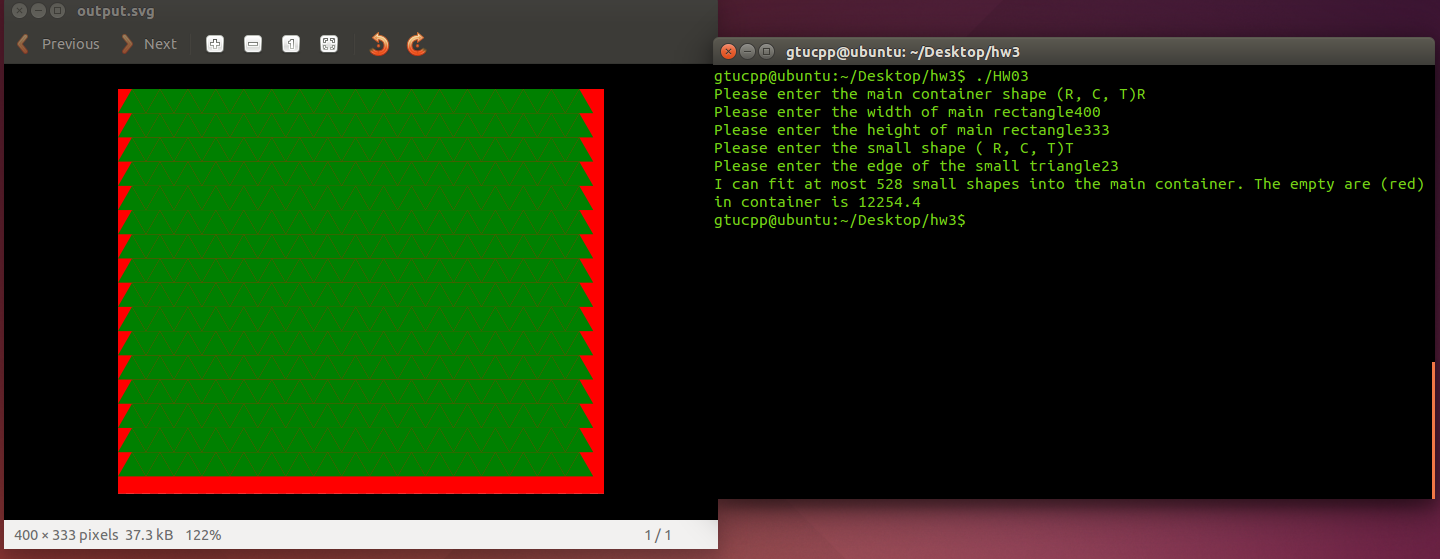 output.svg
Previous
Next
400 × 333 pixels 37.3 kB 122%
1 / 1
gtucpp@ubuntu: ~/Desktop/hw3
gtucpp@ubuntu:~/Desktop/hw3$ ./HW03
Please enter the main container shape (R, C, T)R
Please enter the width of main rectangle400
Please enter the height of main rectangle333
Please enter the small shape ( R, C, T)T
Please enter the edge of the small triangle23
I can fit at most 528 small shapes into the main container. The empty are (red)
in container is 12254.4
gtucpp@ubuntu:~/Desktop/hw3$